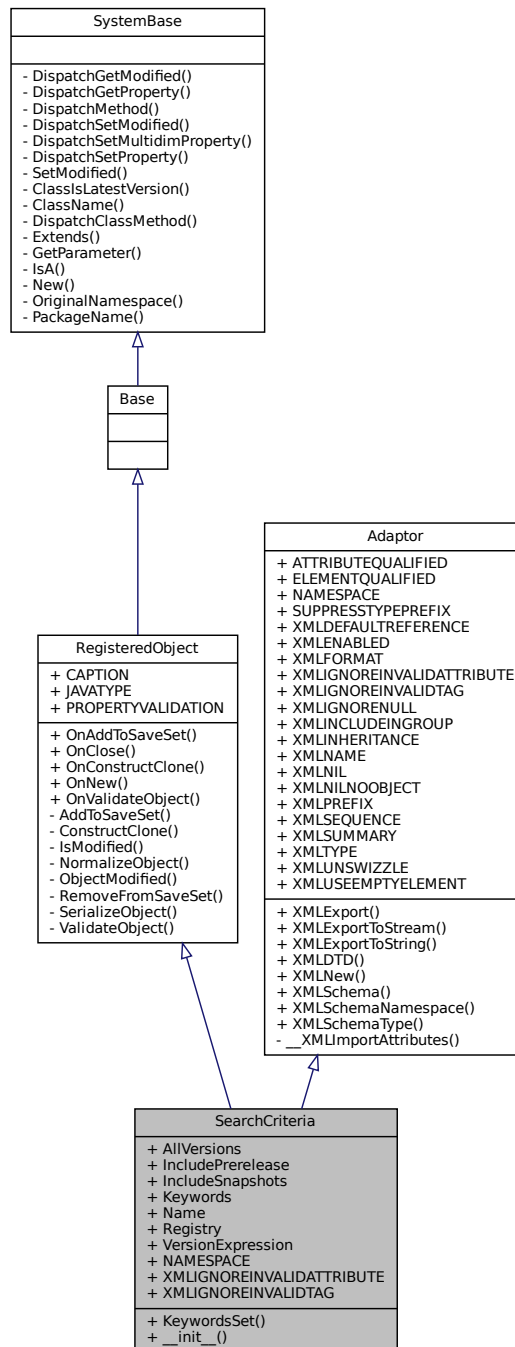 SystemBase
- DispatchGetModified()
- DispatchGetProperty()
- DispatchMethod()
- DispatchSetModified()
- DispatchSetMultidimProperty()
- DispatchSetProperty()
- SetModified()
- ClassIsLatestVersion()
- ClassName()
- DispatchClassMethod()
- Extends()
- GetParameter()
- IsA()
- New()
- OriginalNamespace()
- PackageName()
Base
Adaptor
+ ATTRIBUTEQUALIFIED
+ ELEMENTQUALIFIED
+ NAMESPACE
+ SUPPRESSTYPEPREFIX
+ XMLDEFAULTREFERENCE
+ XMLENABLED
+ XMLFORMAT
+ XMLIGNOREINVALIDATTRIBUTE
+ XMLIGNOREINVALIDTAG
+ XMLIGNORENULL
+ XMLINCLUDEINGROUP
+ XMLINHERITANCE
+ XMLNAME
+ XMLNIL
+ XMLNILNOOBJECT
+ XMLPREFIX
+ XMLSEQUENCE
+ XMLSUMMARY
+ XMLTYPE
+ XMLUNSWIZZLE
+ XMLUSEEMPTYELEMENT
+ XMLExport()
+ XMLExportToStream()
+ XMLExportToString()
+ XMLDTD()
+ XMLNew()
+ XMLSchema()
+ XMLSchemaNamespace()
+ XMLSchemaType()
- __XMLImportAttributes()
RegisteredObject
+ CAPTION
+ JAVATYPE
+ PROPERTYVALIDATION
+ OnAddToSaveSet()
+ OnClose()
+ OnConstructClone()
+ OnNew()
+ OnValidateObject()
- AddToSaveSet()
- ConstructClone()
- IsModified()
- NormalizeObject()
- ObjectModified()
- RemoveFromSaveSet()
- SerializeObject()
- ValidateObject()
SearchCriteria
+ AllVersions
+ IncludePrerelease
+ IncludeSnapshots
+ Keywords
+ Name
+ Registry
+ VersionExpression
+ NAMESPACE
+ XMLIGNOREINVALIDATTRIBUTE
+ XMLIGNOREINVALIDTAG
+ KeywordsSet()
+ __init__()